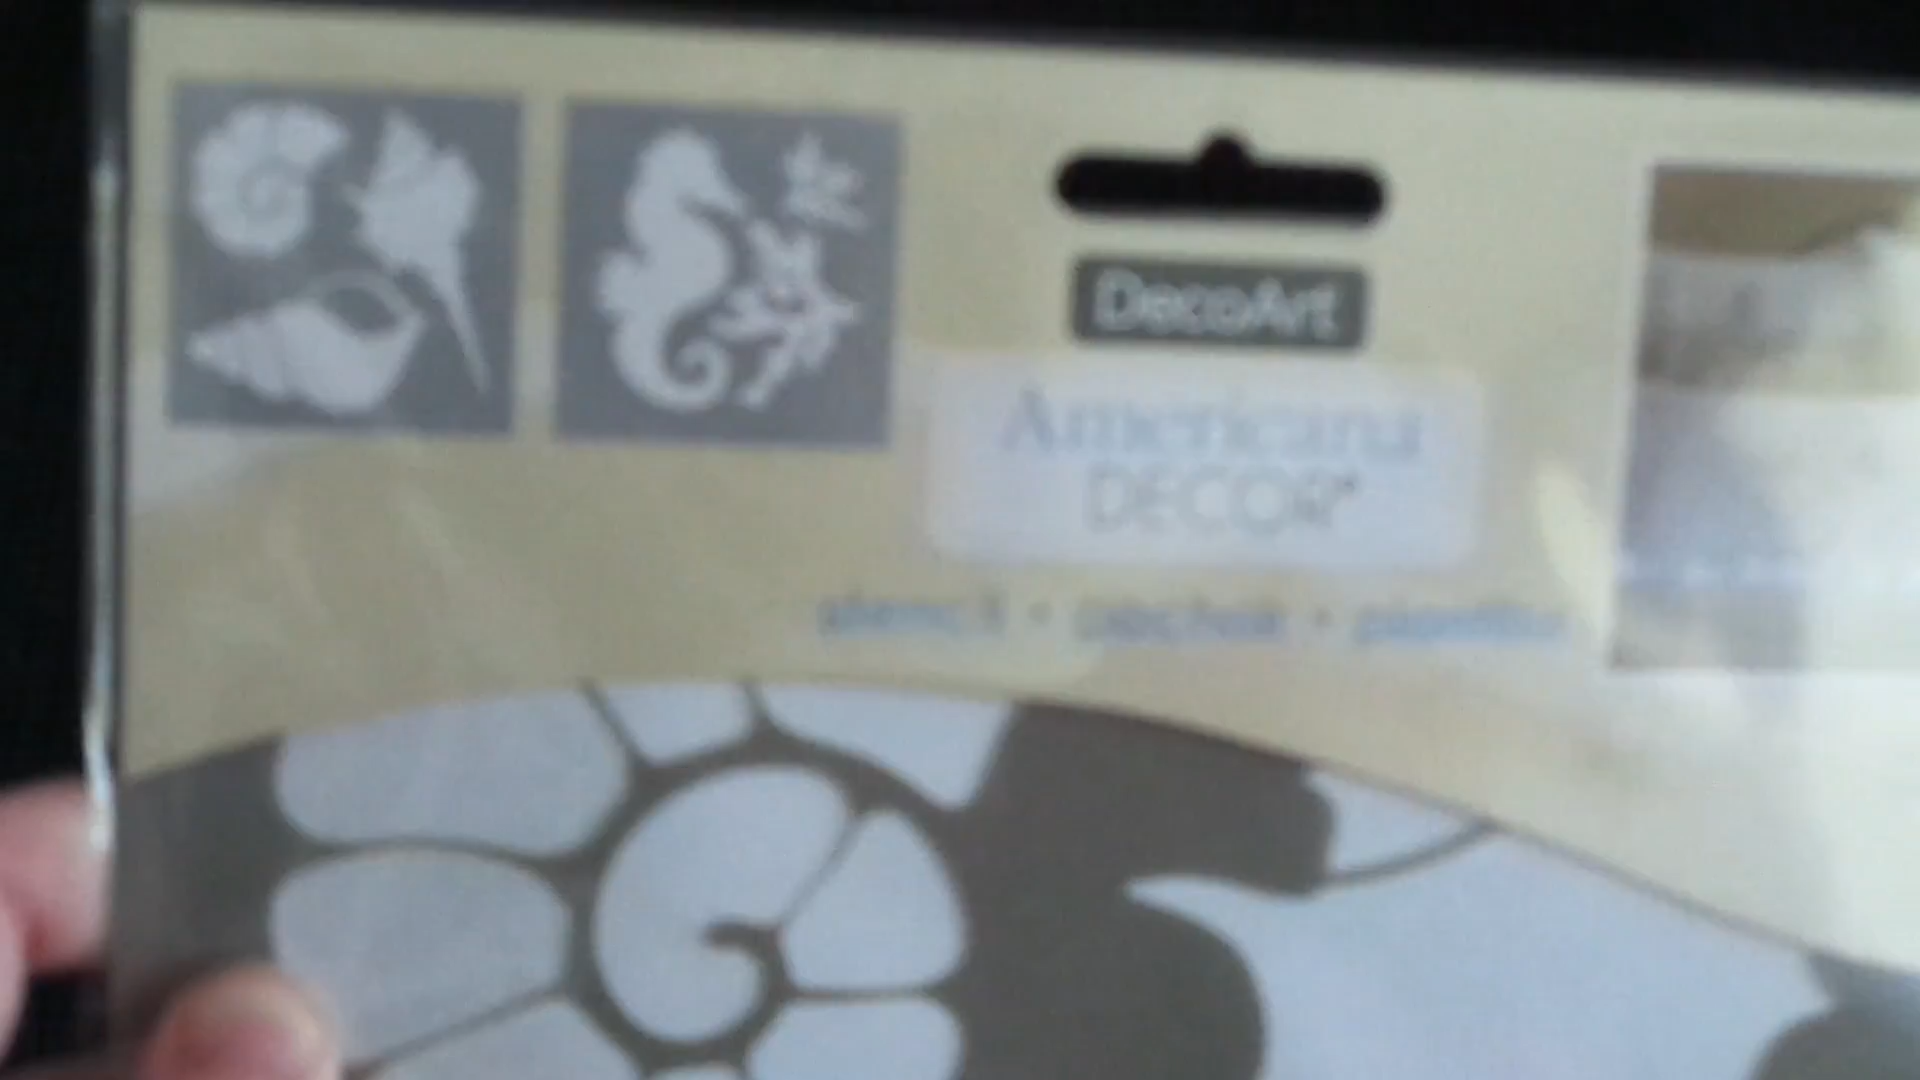 DecoArt
Americana
DECOR®
stencil • pochoir • plantilla